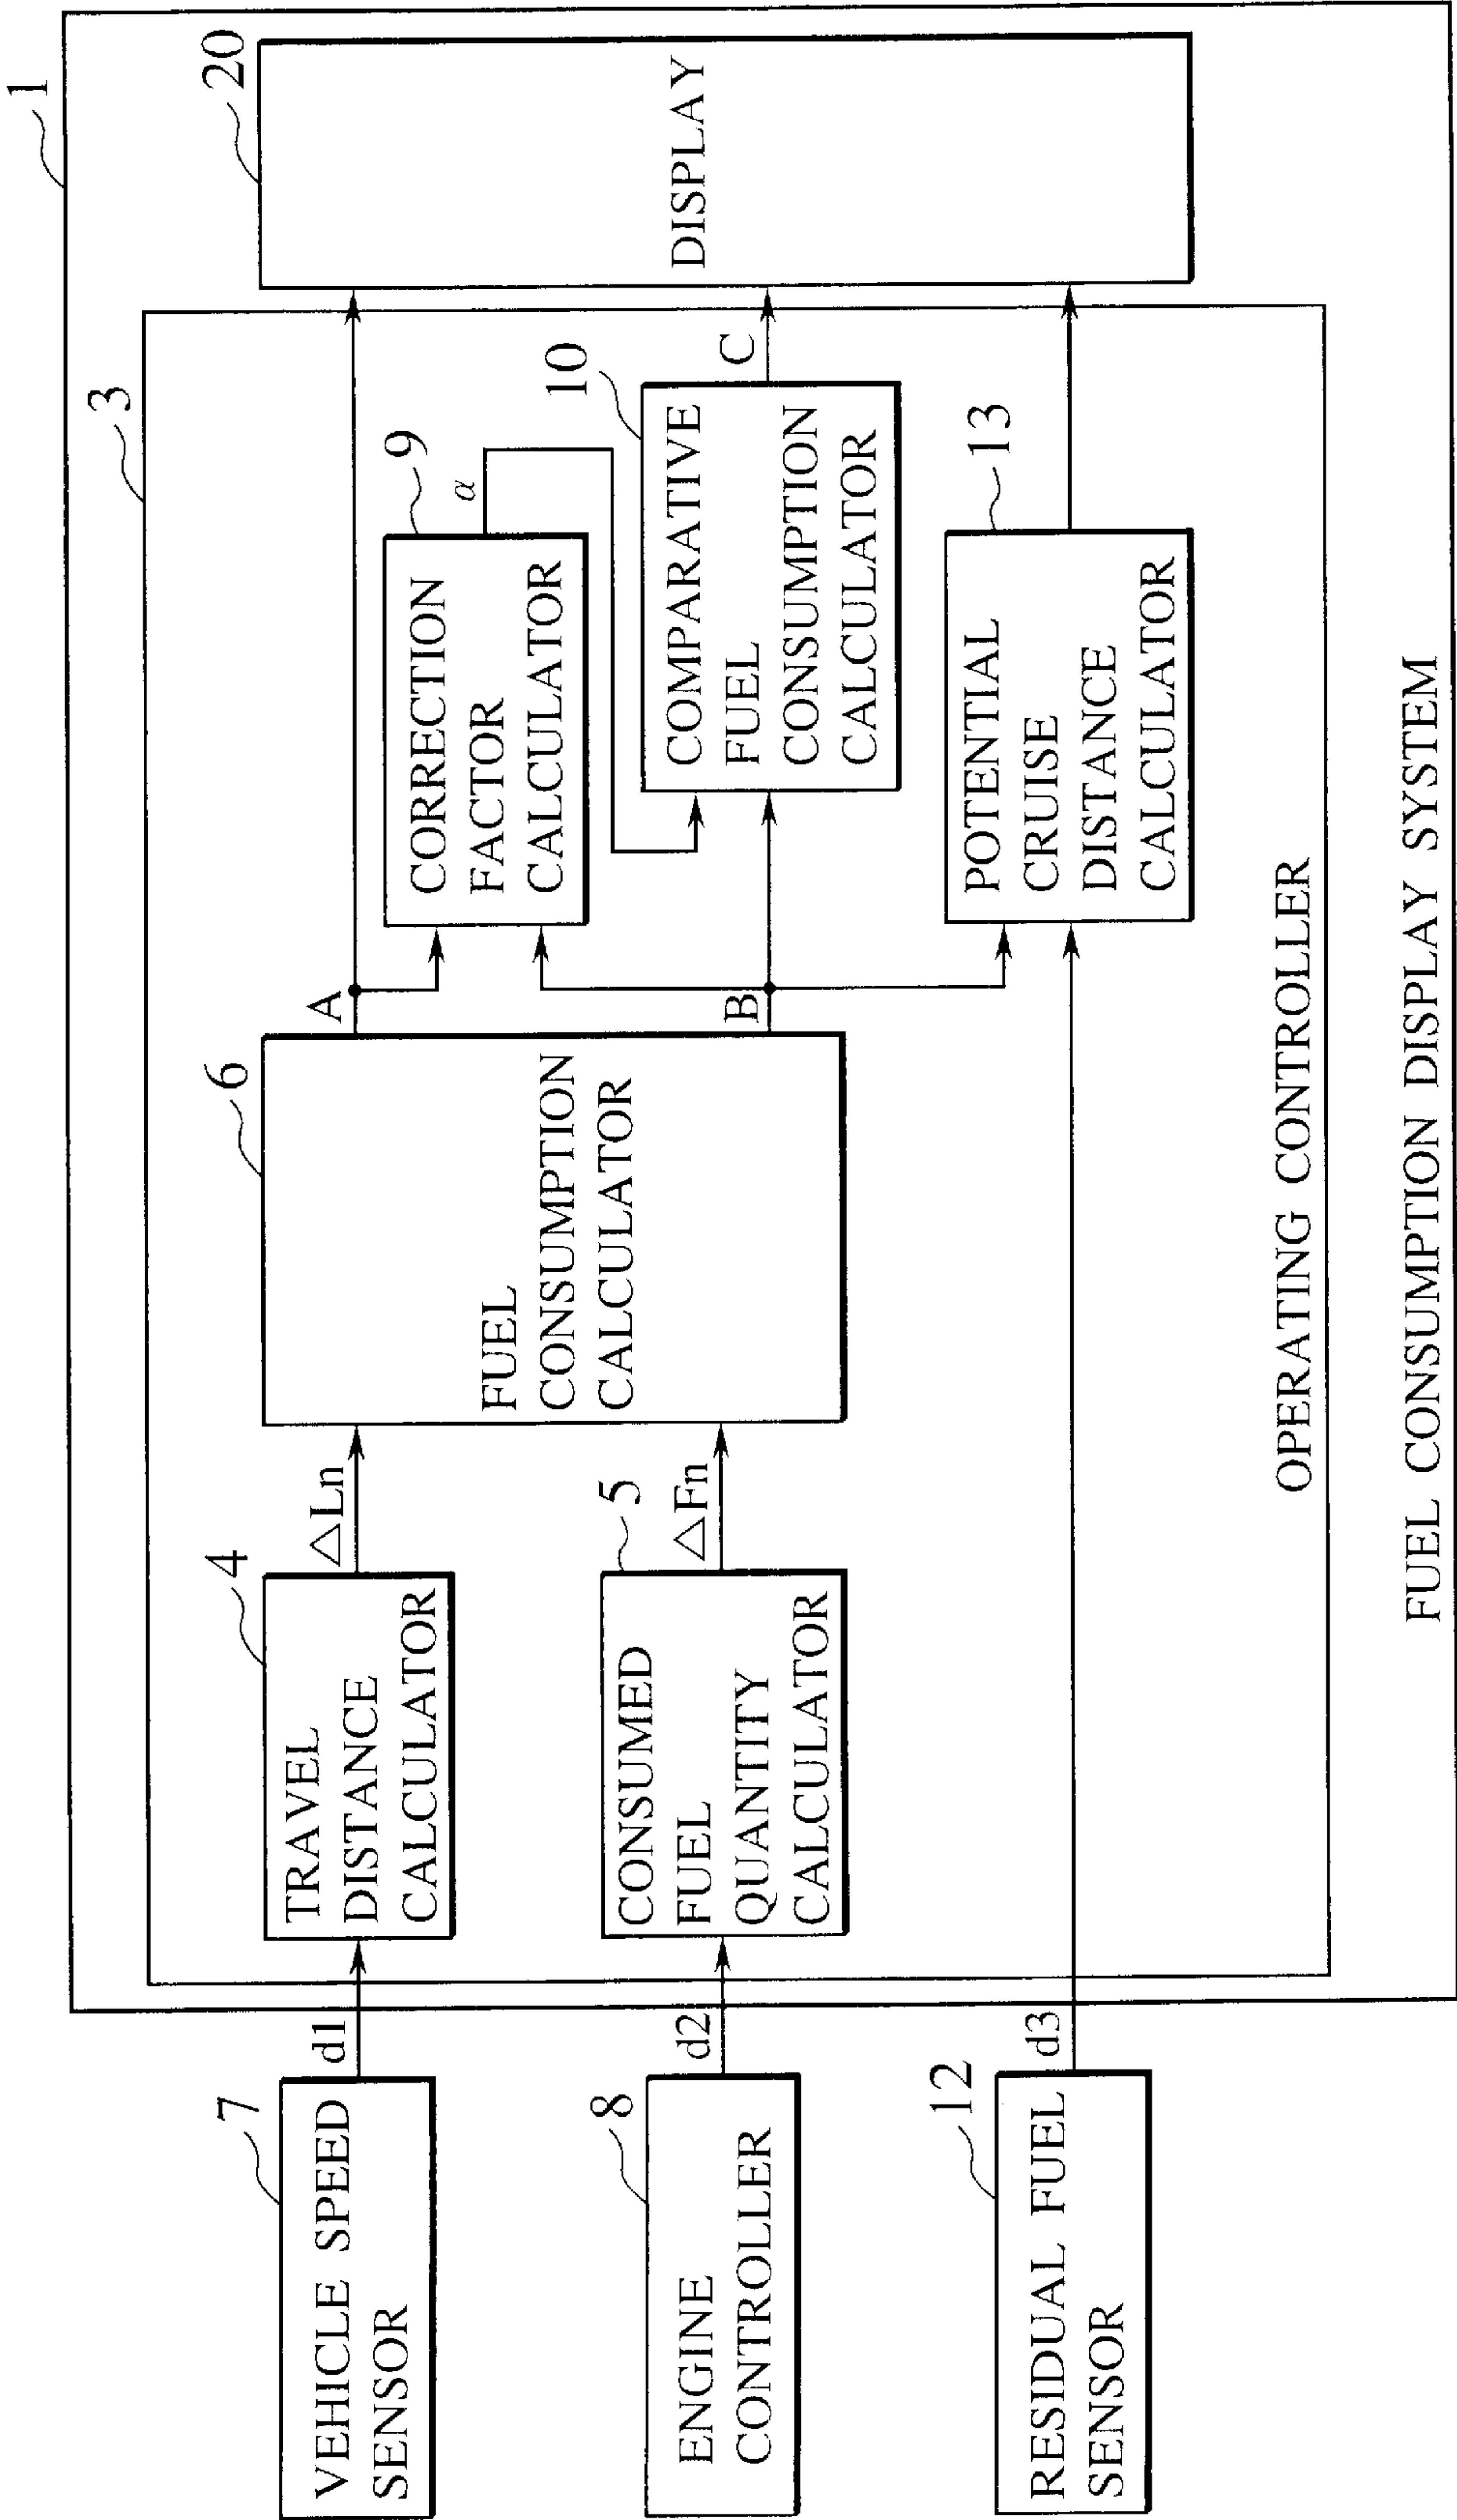 1
20
3
DISPLAY
9
α
10
C
13
CORRECTION
FACTOR
CALCULATOR
COMPARATIVE
FUEL
CONSUMPTION
CALCULATOR
POTENTIAL
CRUISE
DISTANCE
CALCULATOR
A
B
6
FUEL
CONSUMPTION
CALCULATOR
4
△Ln
5
△Fn
TRAVEL
DISTANCE
CALCULATOR
CONSUMED
FUEL
QUANTITY
CALCULATOR
OPERATING CONTROLLER
FUEL CONSUMPTION DISPLAY SYSTEM
d1
d2
d3
7
8
12
VEHICLE SPEED
SENSOR
ENGINE
CONTROLLER
RESIDUAL FUEL
SENSOR